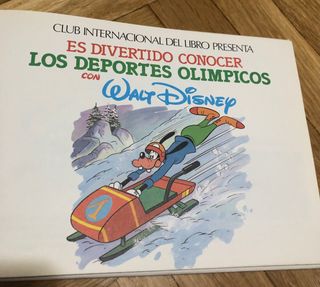 CLUB INTERNACIONAL DEL LIBRO PRESENTA
ES DIVERTIDO CONOCER
LOS DEPORTES OLIMPICOS
CON
WALT DISNEY